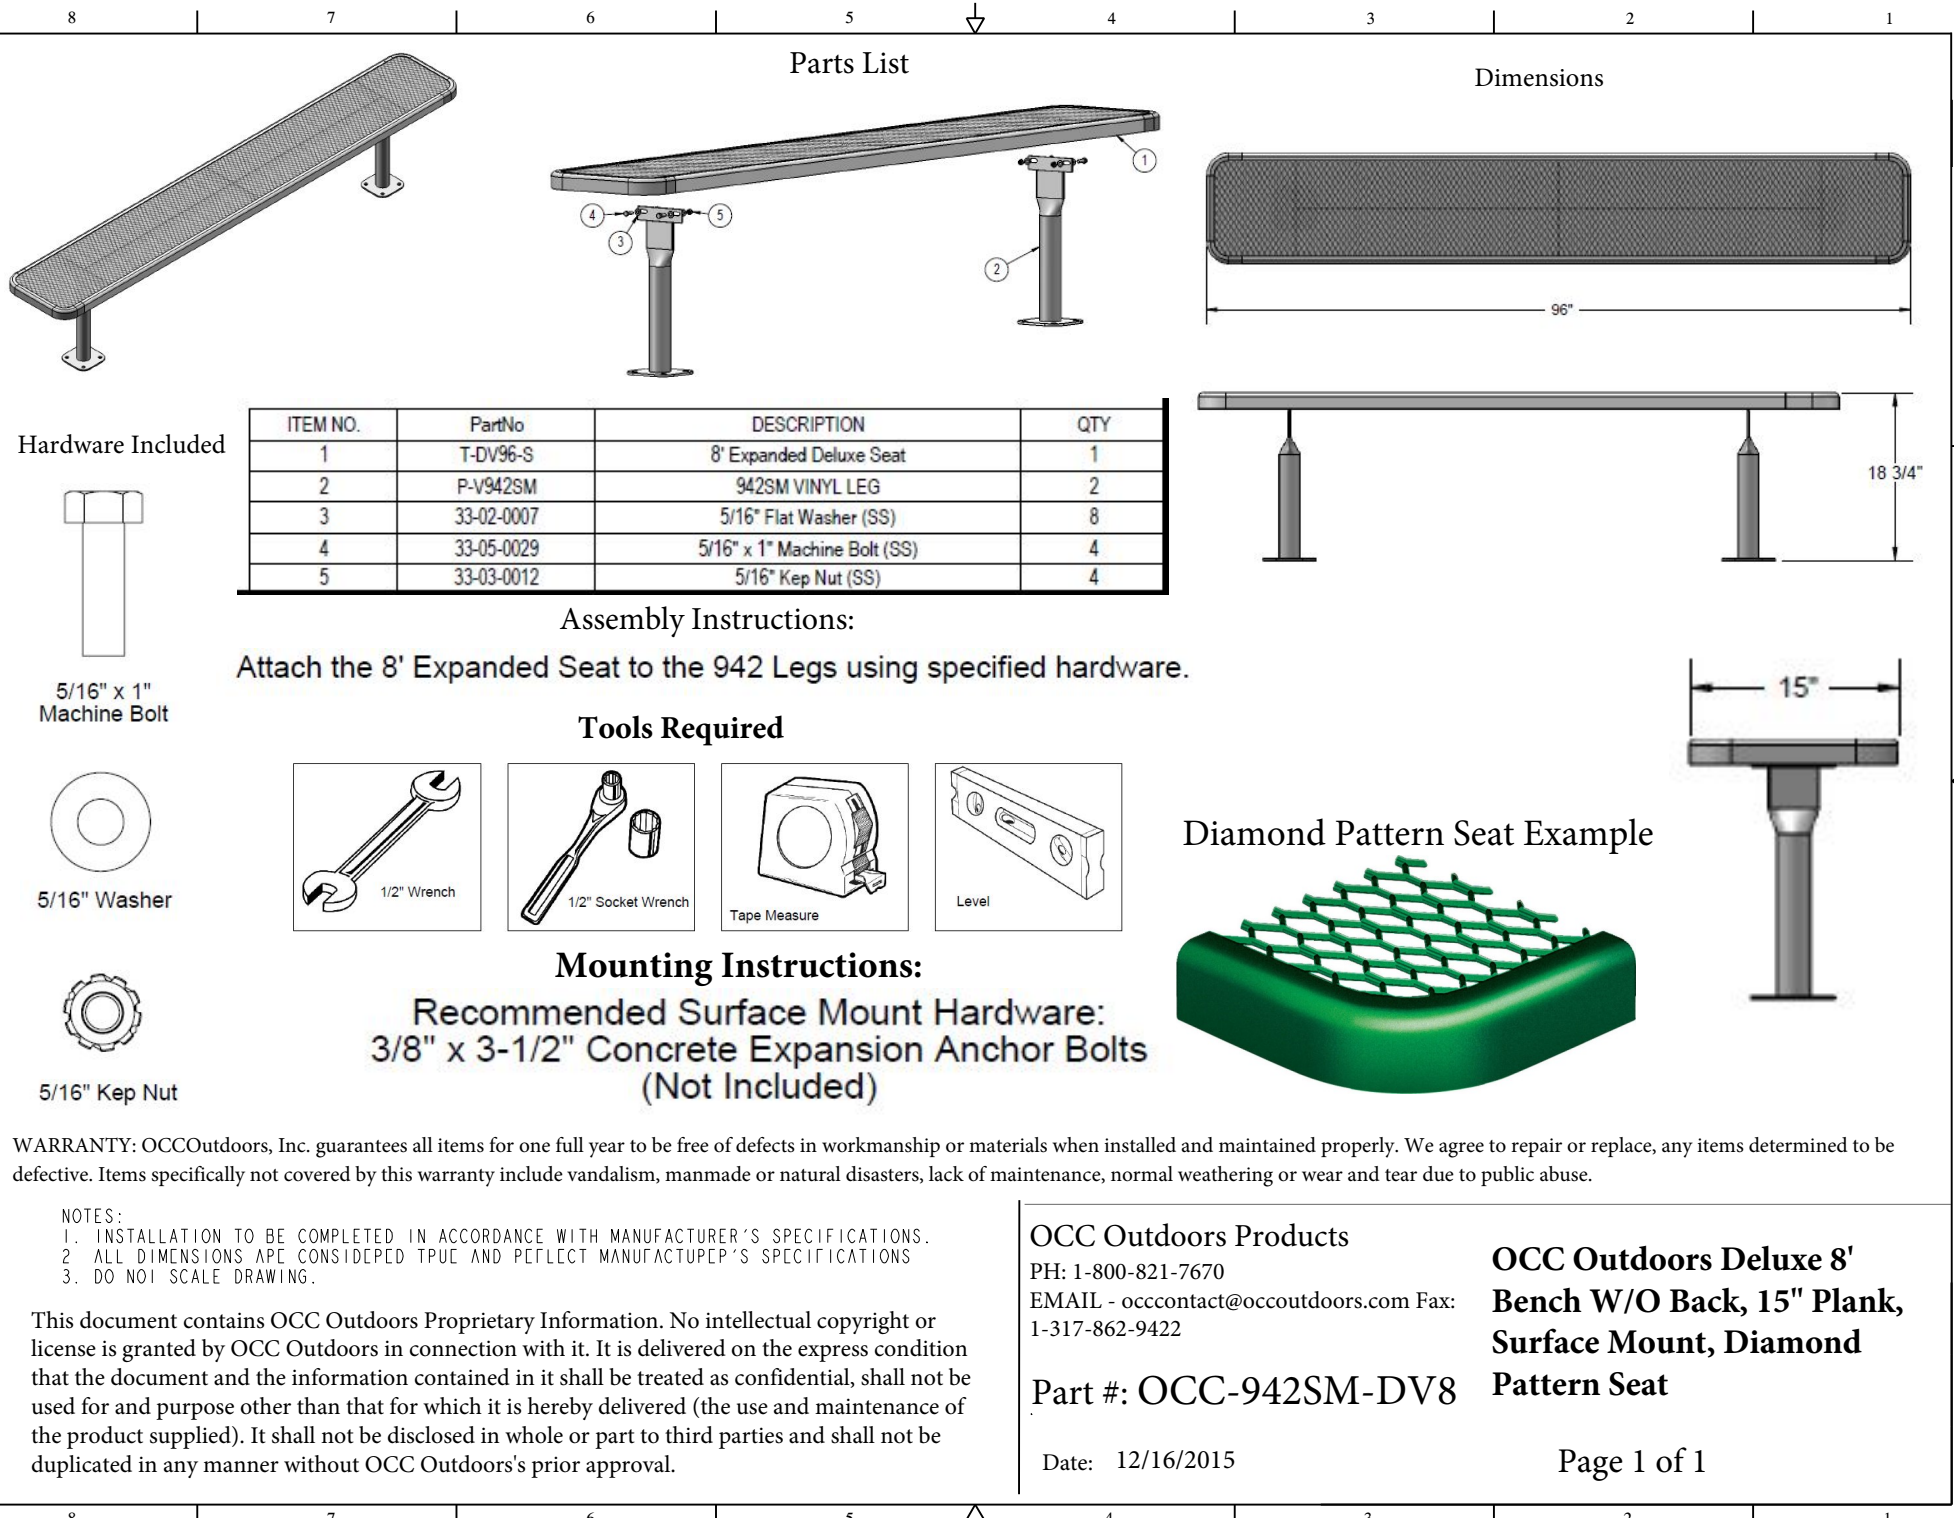 8 7 6 5 4 3 2 1
Parts List
Dimensions
1
4
5
3
2
96"
18 3/4"
15"
Hardware Included
ITEM NO. PartNo DESCRIPTION QTY
1 T-DV96-S 8' Expanded Deluxe Seat 1
2 P-V942SM 942SM VINYL LEG 2
3 33-02-0007 5/16" Flat Washer (SS) 8
4 33-05-0029 5/16" x 1" Machine Bolt (SS) 4
5 33-03-0012 5/16" Kep Nut (SS) 4
5/16" x 1"
Machine Bolt
5/16" Washer
5/16" Kep Nut
Assembly Instructions:
Attach the 8' Expanded Seat to the 942 Legs using specified hardware.
Tools Required
1/2" Wrench
1/2" Socket Wrench
Tape Measure
Level
Diamond Pattern Seat Example
Mounting Instructions:
Recommended Surface Mount Hardware:
3/8" x 3-1/2" Concrete Expansion Anchor Bolts
(Not Included)
WARRANTY: OCCOutdoors, Inc. guarantees all items for one full year to be free of defects in workmanship or materials when installed and maintained properly. We agree to repair or replace, any items determined to be
defective. Items specifically not covered by this warranty include vandalism, manmade or natural disasters, lack of maintenance, normal weathering or wear and tear due to public abuse.
NOTES:
1. INSTALLATION TO BE COMPLETED IN ACCORDANCE WITH MANUFACTURER'S SPECIFICATIONS.
2 ALL DIMENSIONS ARE CONSIDERED TRUE AND REFLECT MANUFACTURER'S SPECIFICATIONS
3. DO NOT SCALE DRAWING.
This document contains OCC Outdoors Proprietary Information. No intellectual copyright or
license is granted by OCC Outdoors in connection with it. It is delivered on the express condition
that the document and the information contained in it shall be treated as confidential, shall not be
used for and purpose other than that for which it is hereby delivered (the use and maintenance of
the product supplied). It shall not be disclosed in whole or part to third parties and shall not be
duplicated in any manner without OCC Outdoors's prior approval.
OCC Outdoors Products
PH: 1-800-821-7670
EMAIL - occcontact@occoutdoors.com Fax:
1-317-862-9422
Part #: OCC-942SM-DV8
Date: 12/16/2015
OCC Outdoors Deluxe 8'
Bench W/O Back, 15" Plank,
Surface Mount, Diamond
Pattern Seat
Page 1 of 1
8 7 6 5 4 3 2 1